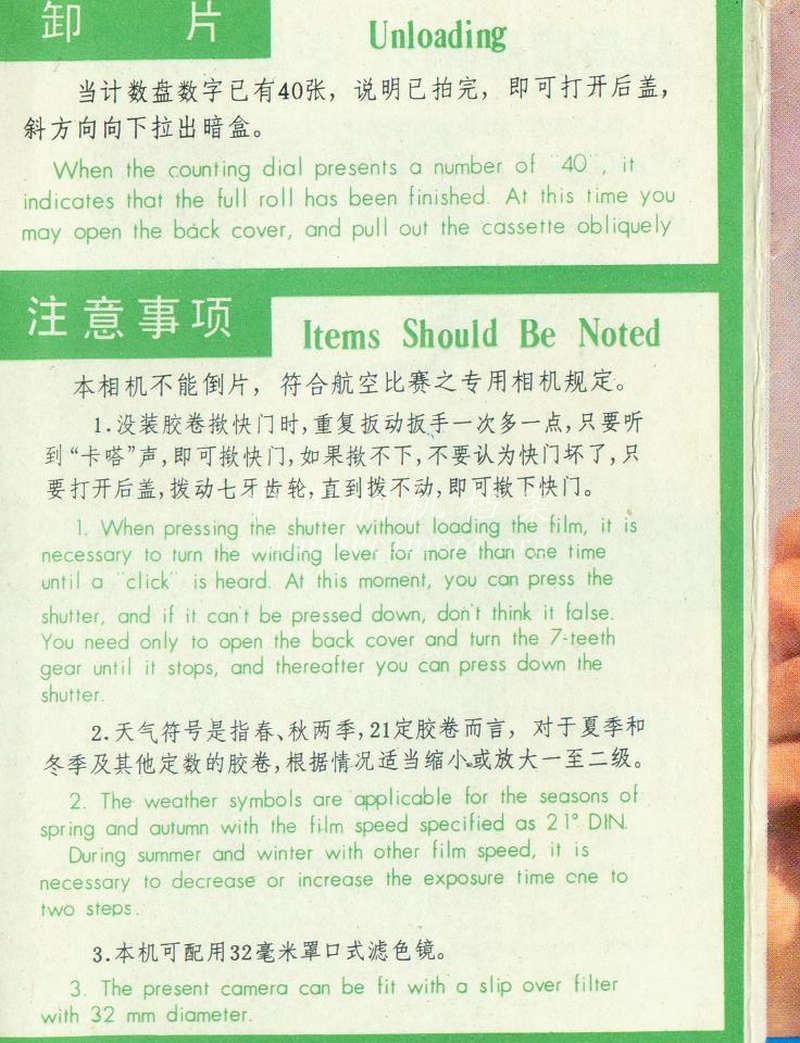 卸 片
Unloading
当计数盘数字已有40张，说明已拍完，即可打开后盖，
斜方向向下拉出暗盒。
When the counting dial presents a number of "40", it
indicates that the full roll has been finished. At this time you
may open the back cover, and pull out the cassette obliquely
注意事项
Items Should Be Noted
本相机不能倒片，符合航空比赛之专用相机规定。
1.没装胶卷揿快门时，重复扳动扳手一次多一点，只要听
到“卡嗒”声，即可揿快门，如果揿不下，不要认为快门坏了，只
要打开后盖，拨动七牙齿轮，直到拨不动，即可揿下快门。
1. When pressing the shutter without loading the film, it is
necessary to turn the winding lever for more than one time
until a "click" is heard. At this moment, you can press the
shutter, and if it can't be pressed down, don't think it false.
You need only to open the back cover and turn the 7-teeth
gear until it stops, and thereafter you can press down the
shutter.
2.天气符号是指春、秋两季，21定胶卷而言，对于夏季和
冬季及其他定数的胶卷，根据情况适当缩小或放大一至二级。
2. The weather symbols are applicable for the seasons of
spring and autumn with the film speed specified as 21° DIN.
During summer and winter with other film speed, it is
necessary to decrease or increase the exposure time one to
two steps.
3.本机可配用32毫米罩口式滤色镜。
3. The present camera can be fit with a slip over filter
with 32 mm diameter.